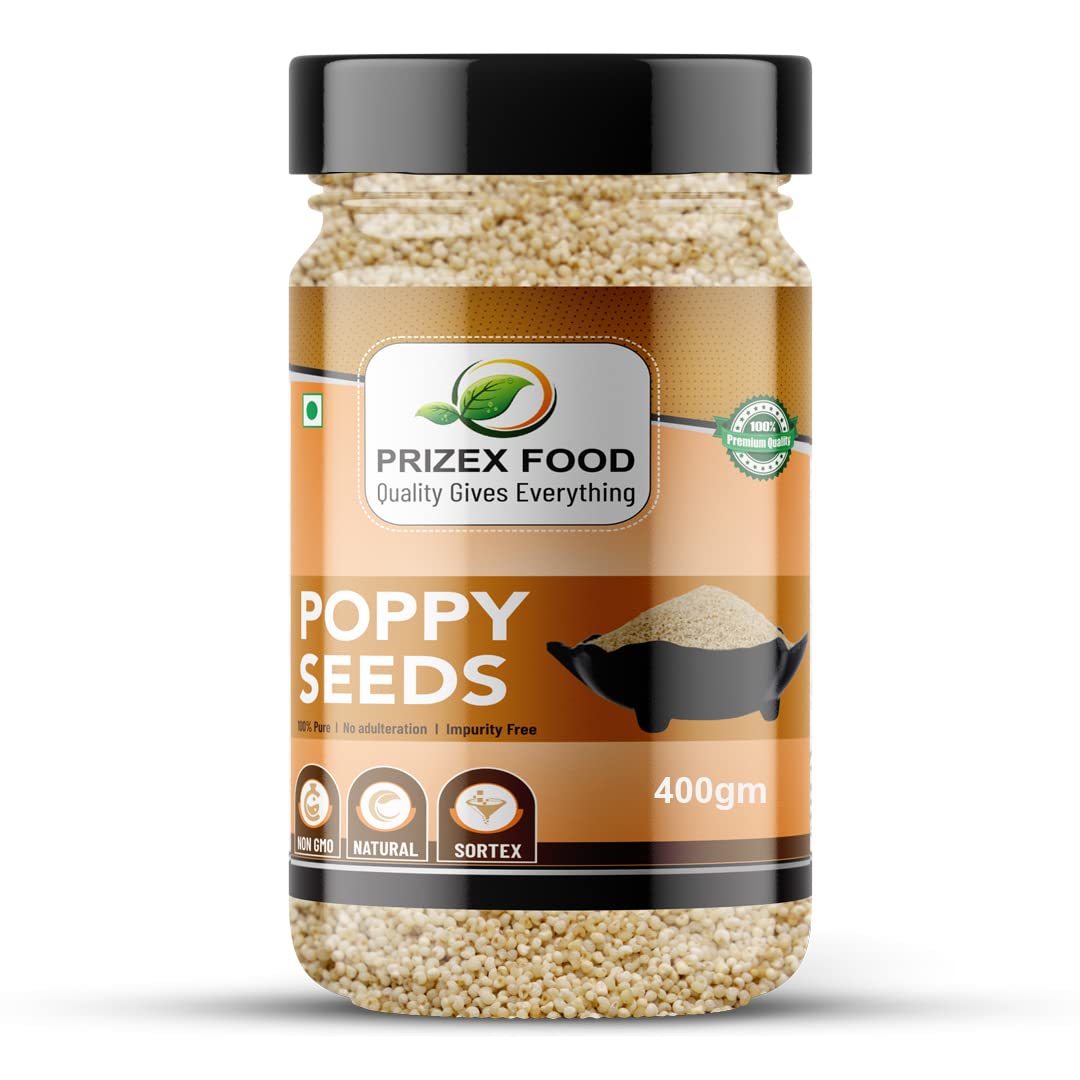 PRIZEX FOOD
Quality Gives Everything
100%
Premium Quality
POPPY
SEEDS
100% Pure | No adulteration | Impurity Free
400gm
NON GMO
NATURAL
SORTEX